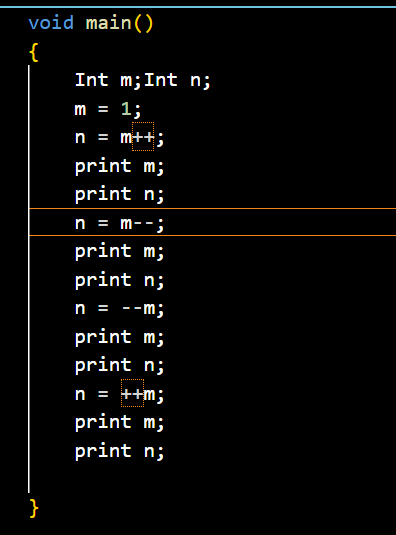 void main()
{
Int m;Int n;
m = 1;
n = m++;
print m;
print n;
n = m--;
print m;
print n;
n = --m;
print m;
print n;
n = ++m;
print m;
print n;
}